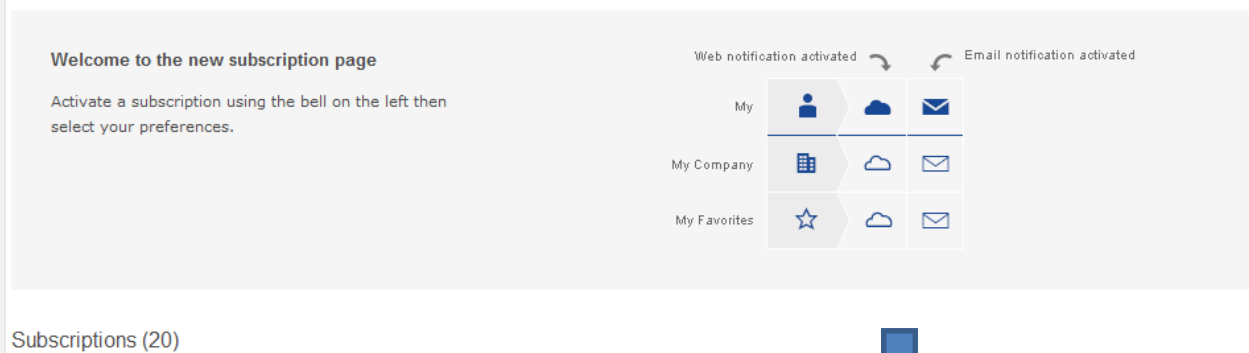 Welcome to the new subscription page
Activate a subscription using the bell on the left then
select your preferences.
Web notification activated
Email notification activated
My
My Company
My Favorites
Subscriptions (20)